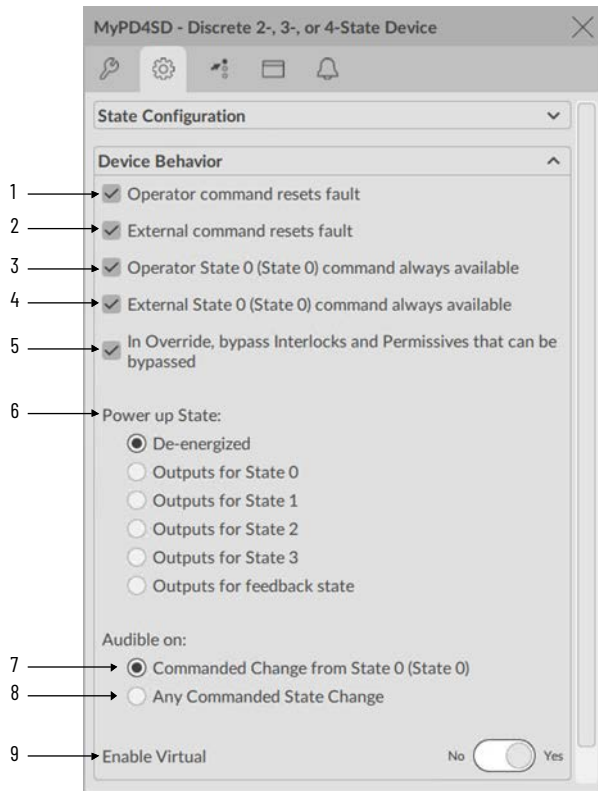 MyPD4SD - Discrete 2-, 3-, or 4-State Device
State Configuration
Device Behavior
1
Operator command resets fault
2
External command resets fault
3
Operator State 0 (State 0) command always available
4
External State 0 (State 0) command always available
5
In Override, bypass Interlocks and Permissives that can be
bypassed
6
Power up State:
De-energized
Outputs for State 0
Outputs for State 1
Outputs for State 2
Outputs for State 3
Outputs for feedback state
Audible on:
7
Commanded Change from State 0 (State 0)
8
Any Commanded State Change
9
Enable Virtual No Yes